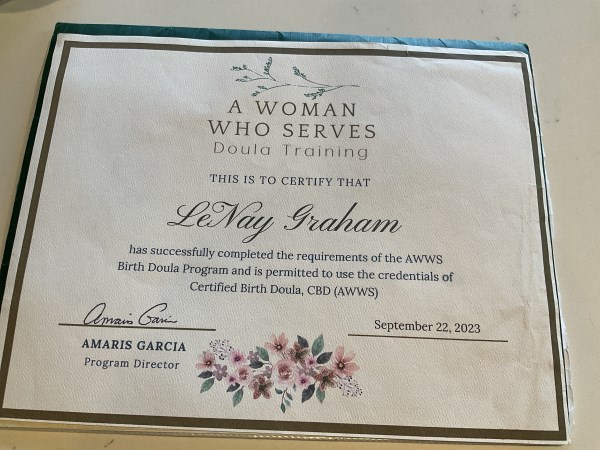 A WOMAN
WHO SERVES
Doula Training
THIS IS TO CERTIFY THAT
LeNay Graham
has successfully completed the requirements of the AWWS
Birth Doula Program and is permitted to use the credentials of
Certified Birth Doula, CBD (AWWS)
Amaris Garcia
September 22, 2023
AMARIS GARCIA
Program Director